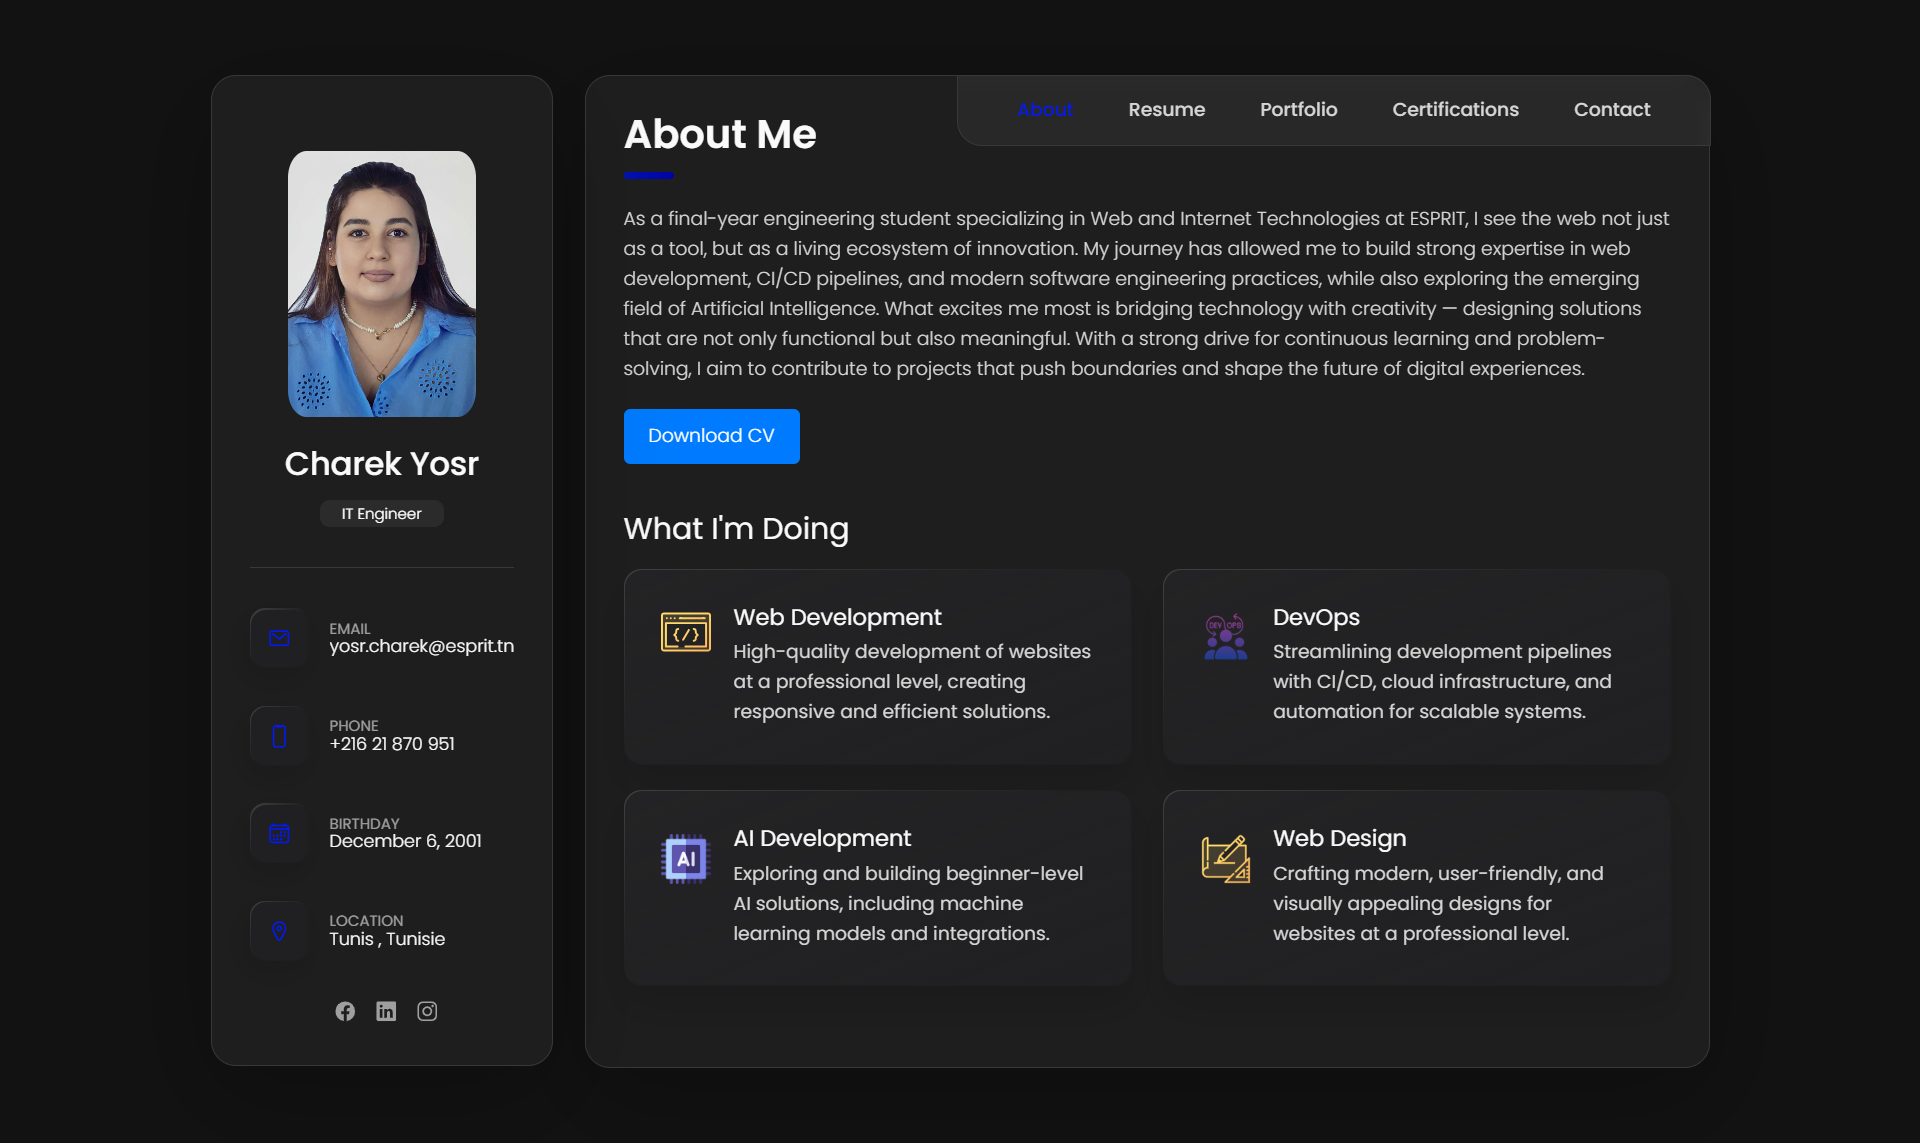 Charek Yosr
IT Engineer
EMAIL
yosr.charek@esprit.tn
PHONE
+216 21 870 951
BIRTHDAY
December 6, 2001
LOCATION
Tunis , Tunisie
About
Resume
Portfolio
Certifications
Contact
About Me
As a final-year engineering student specializing in Web and Internet Technologies at ESPRIT, I see the web not just
as a tool, but as a living ecosystem of innovation. My journey has allowed me to build strong expertise in web
development, CI/CD pipelines, and modern software engineering practices, while also exploring the emerging
field of Artificial Intelligence. What excites me most is bridging technology with creativity — designing solutions
that are not only functional but also meaningful. With a strong drive for continuous learning and problem-
solving, I aim to contribute to projects that push boundaries and shape the future of digital experiences.
Download CV
What I'm Doing
Web Development
High-quality development of websites
at a professional level, creating
responsive and efficient solutions.
DEV OPS
DevOps
Streamlining development pipelines
with CI/CD, cloud infrastructure, and
automation for scalable systems.
AI
AI Development
Exploring and building beginner-level
AI solutions, including machine
learning models and integrations.
Web Design
Crafting modern, user-friendly, and
visually appealing designs for
websites at a professional level.